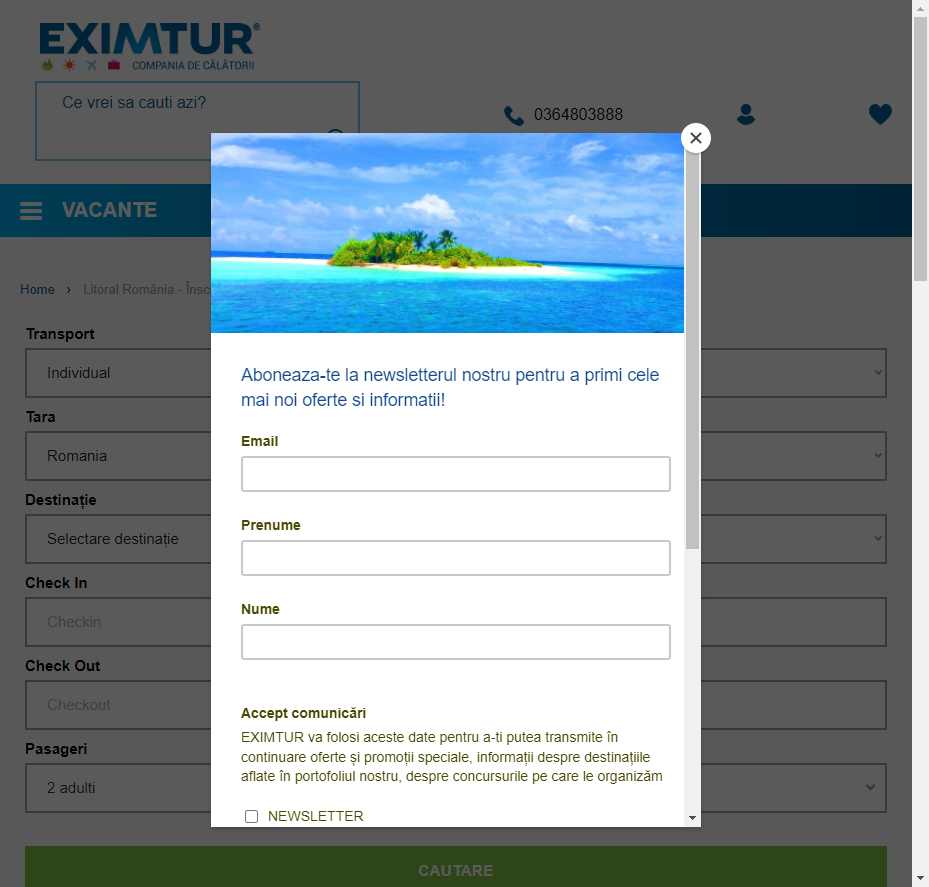 EXIMTUR®
COMPANIA DE CĂLĂTORII
Ce vrei sa cauti azi?
0364803888
VACANTE
Home › Litoral România - Însc
Transport
Individual
Tara
Romania
Destinație
Selectare destinație
Check In
Checkin
Check Out
Checkout
Pasageri
2 adulti
CAUTARE
Aboneaza-te la newsletterul nostru pentru a primi cele
mai noi oferte si informatii!
Email
Prenume
Nume
Accept comunicări
EXIMTUR va folosi aceste date pentru a-ti putea transmite în
continuare oferte și promoții speciale, informații despre destinațiile
aflate în portofoliul nostru, despre concursurile pe care le organizăm
NEWSLETTER